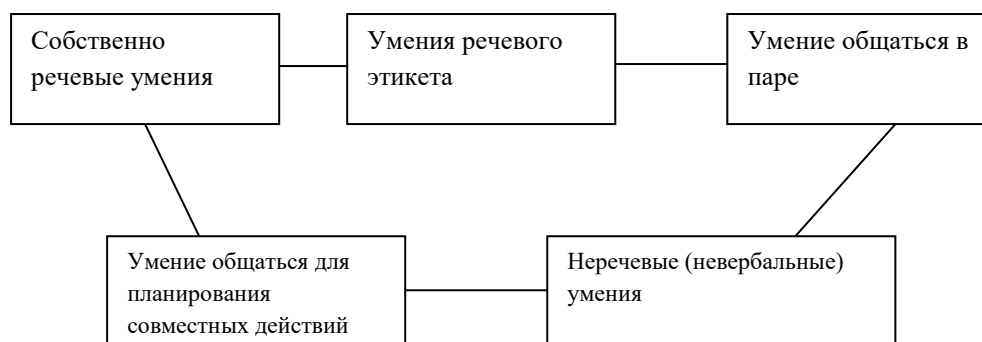 Собственно
речевые умения
Умения речевого
этикета
Умение общаться в
паре
Умение общаться для
планирования
совместных действий
Неречевые (невербальные)
умения